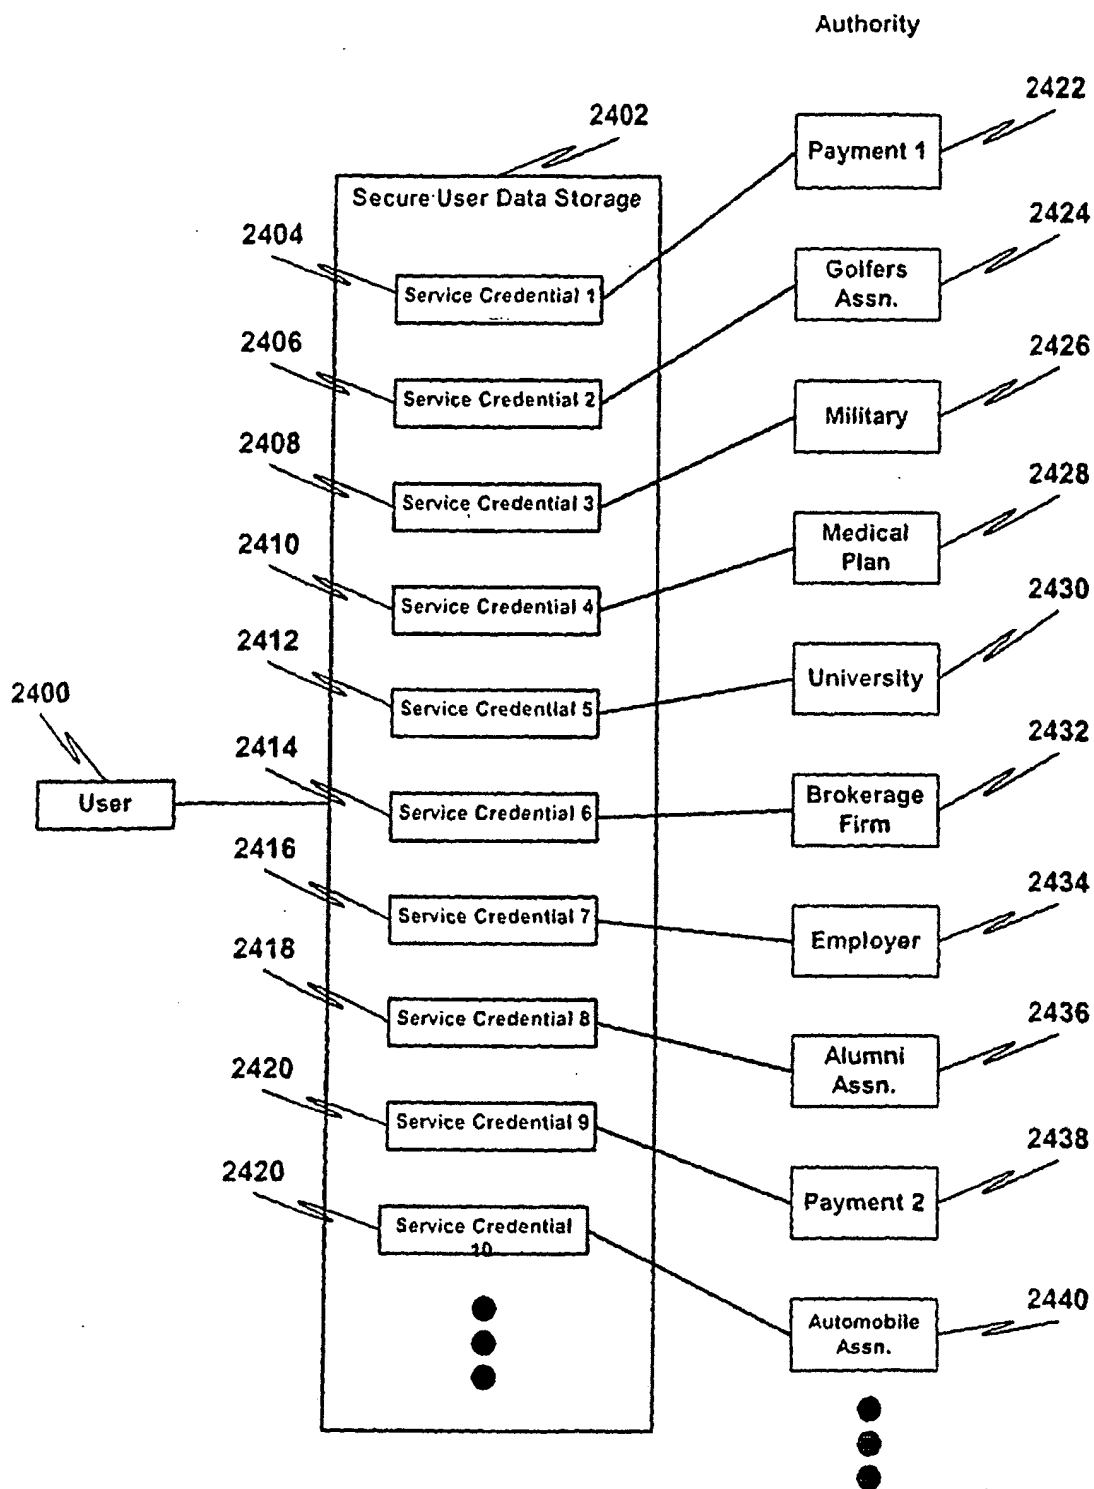 Authority
2422
2402
Payment 1
Secure User Data Storage
2404
2424
Service Credential 1
Golfers
Assn.
2406
2426
Service Credential 2
Military
2408
2428
Service Credential 3
Medical
Plan
2410
2430
Service Credential 4
2412
University
2400
Service Credential 5
2432
2414
User
Brokerage
Firm
Service Credential 6
2416
2434
Service Credential 7
Employer
2418
2436
Service Credential 8
Alumni
Assn.
2420
2438
Service Credential 9
2420
Payment 2
Service Credential
10
2440
Automobile
Assn.